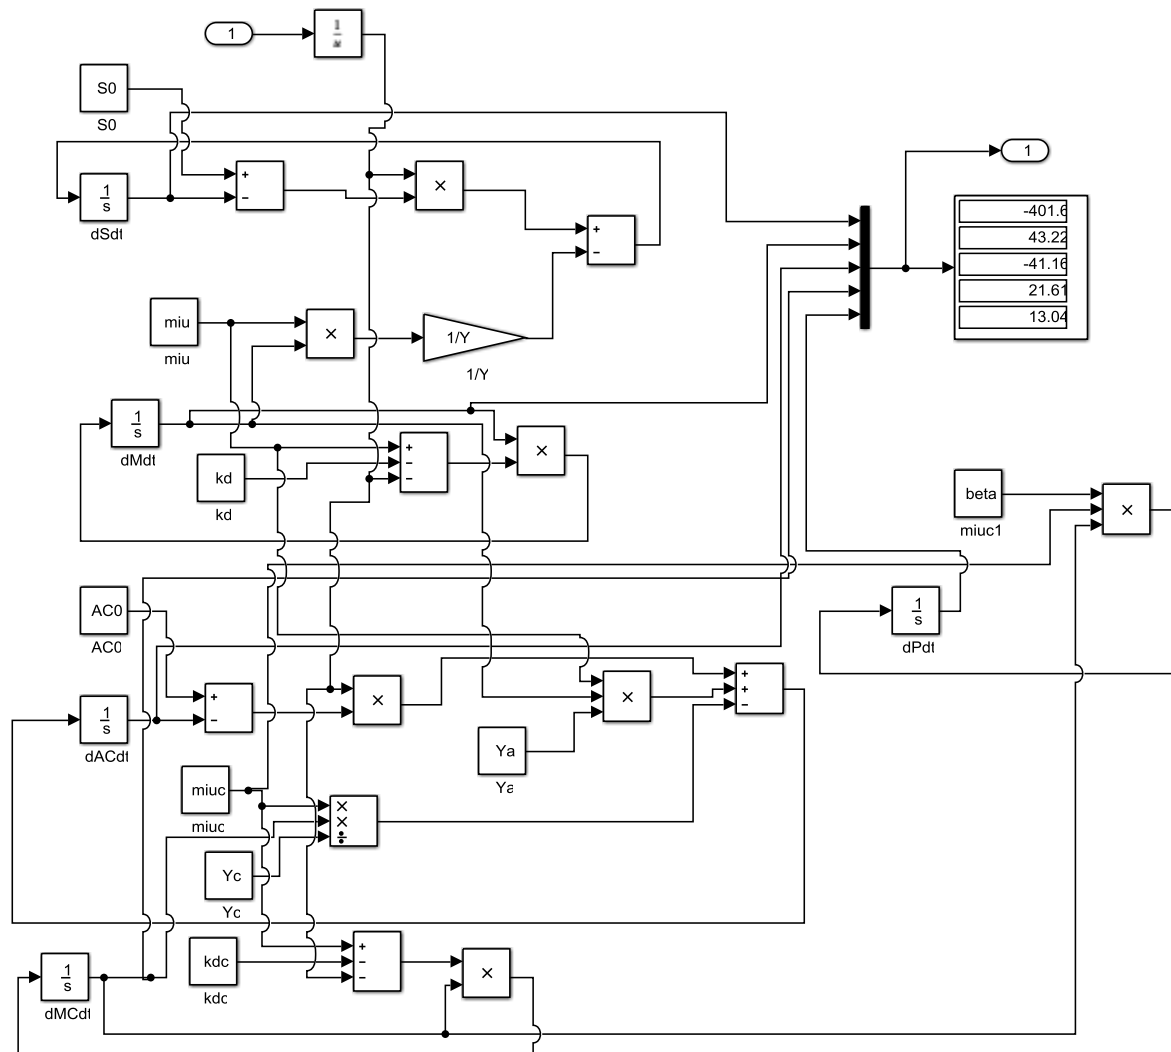 1
S0
S0
1
s
dSdt
+
−
×
+
−
1
-401.6
43.22
-41.16
21.61
13.04
miu
miu
×
1/Y
1/Y
1
s
dMdt
kd
kd
+
−
−
×
beta
miuc1
×
AC0
AC0
1
s
dPdt
1
s
dACdt
+
−
×
×
+
+
−
Ya
Ya
miuc
miuc
×
×
÷
Yc
Yc
kdc
kdc
+
−
−
×
1
s
dMCdt